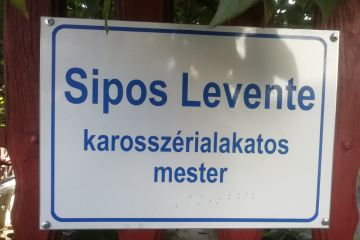 Sipos Levente
karosszérialakatos
mester